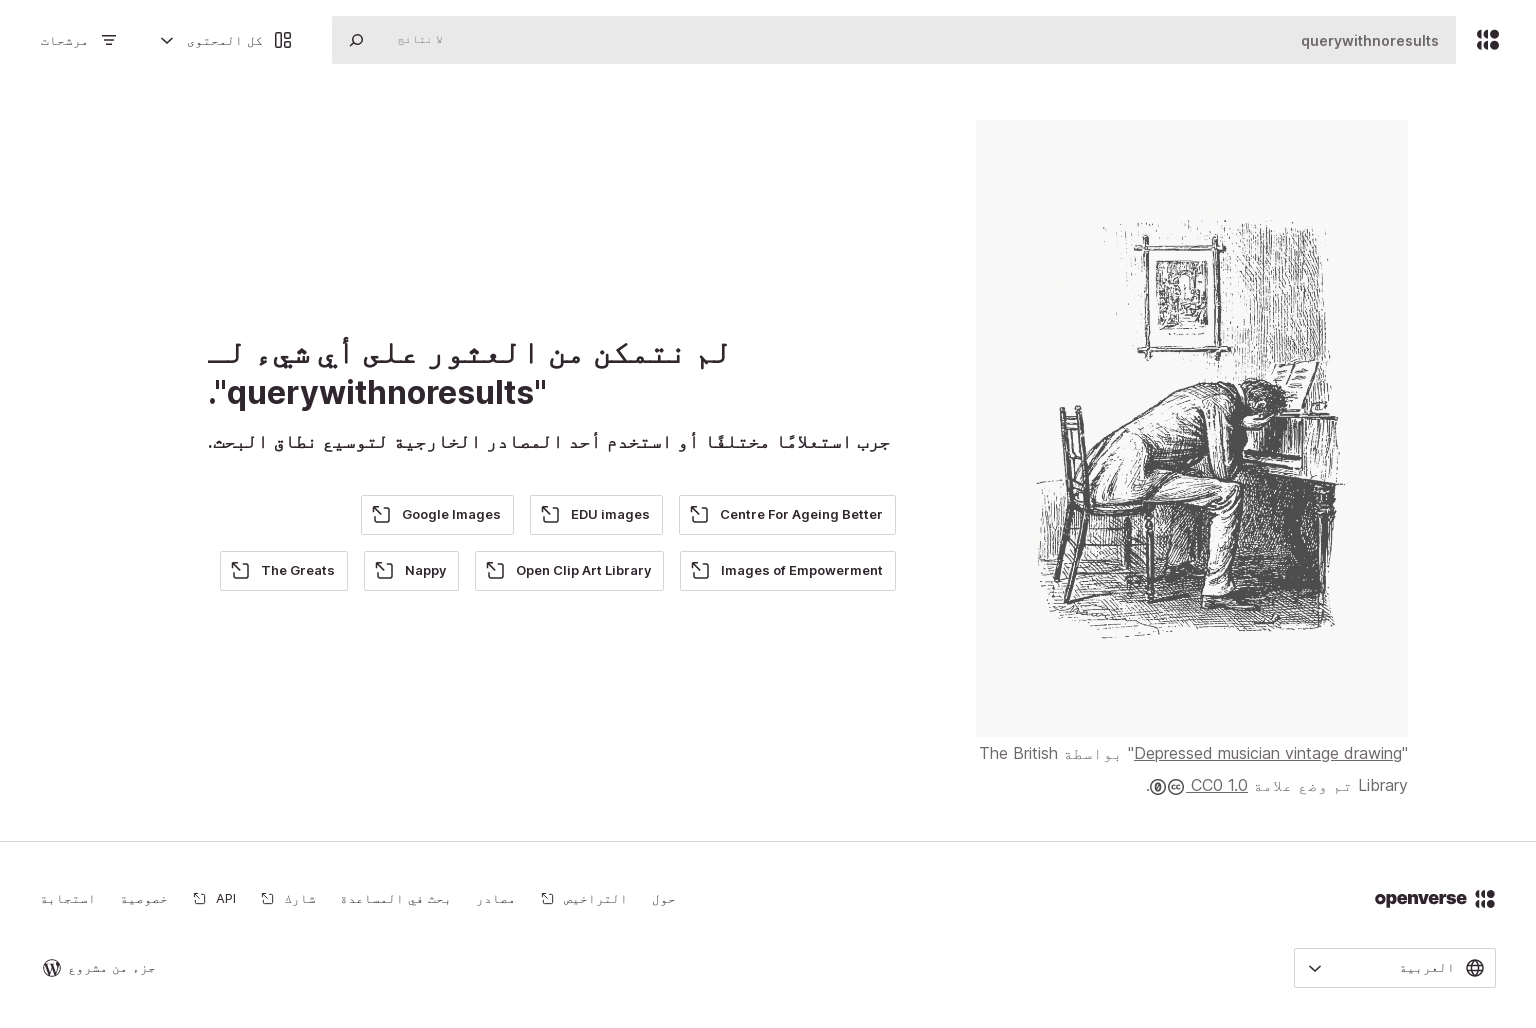 querywithnoresults
لا نتائج
كل المحتوى
مرشحات
لم نتمكن من العثور على أي شيء لـ
"querywithnoresults".
جرب استعلامًا مختلفًا أو استخدم أحد المصادر الخارجية لتوسيع نطاق البحث.
Centre For Ageing Better
EDU images
Google Images
Images of Empowerment
Open Clip Art Library
Nappy
The Greats
"Depressed musician vintage drawing" بواسطة The British
Library تم وضع علامة CC0 1.0.
openverse
حول
التراخيص
مصادر
بحث في المساعدة
شارك
API
خصوصية
استجابة
العربية
جزء من مشروع